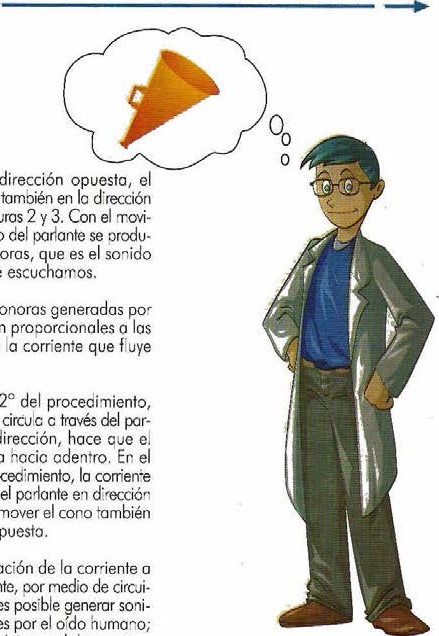 dirección opuesta, el
también en la dirección
uras 2 y 3. Con el movi-
o del parlante se produ-
oras, que es el sonido
e escuchamos.
onoras generadas por
n proporcionales a las
la corriente que fluye
2° del procedimiento,
circula a través del par-
dirección, hace que el
a hacia adentro. En el
cedimiento, la corriente
el parlante en dirección
mover el cono también
puesta.
ación de la corriente a
nte, por medio de circui-
es posible generar soni-
es por el oído humano;